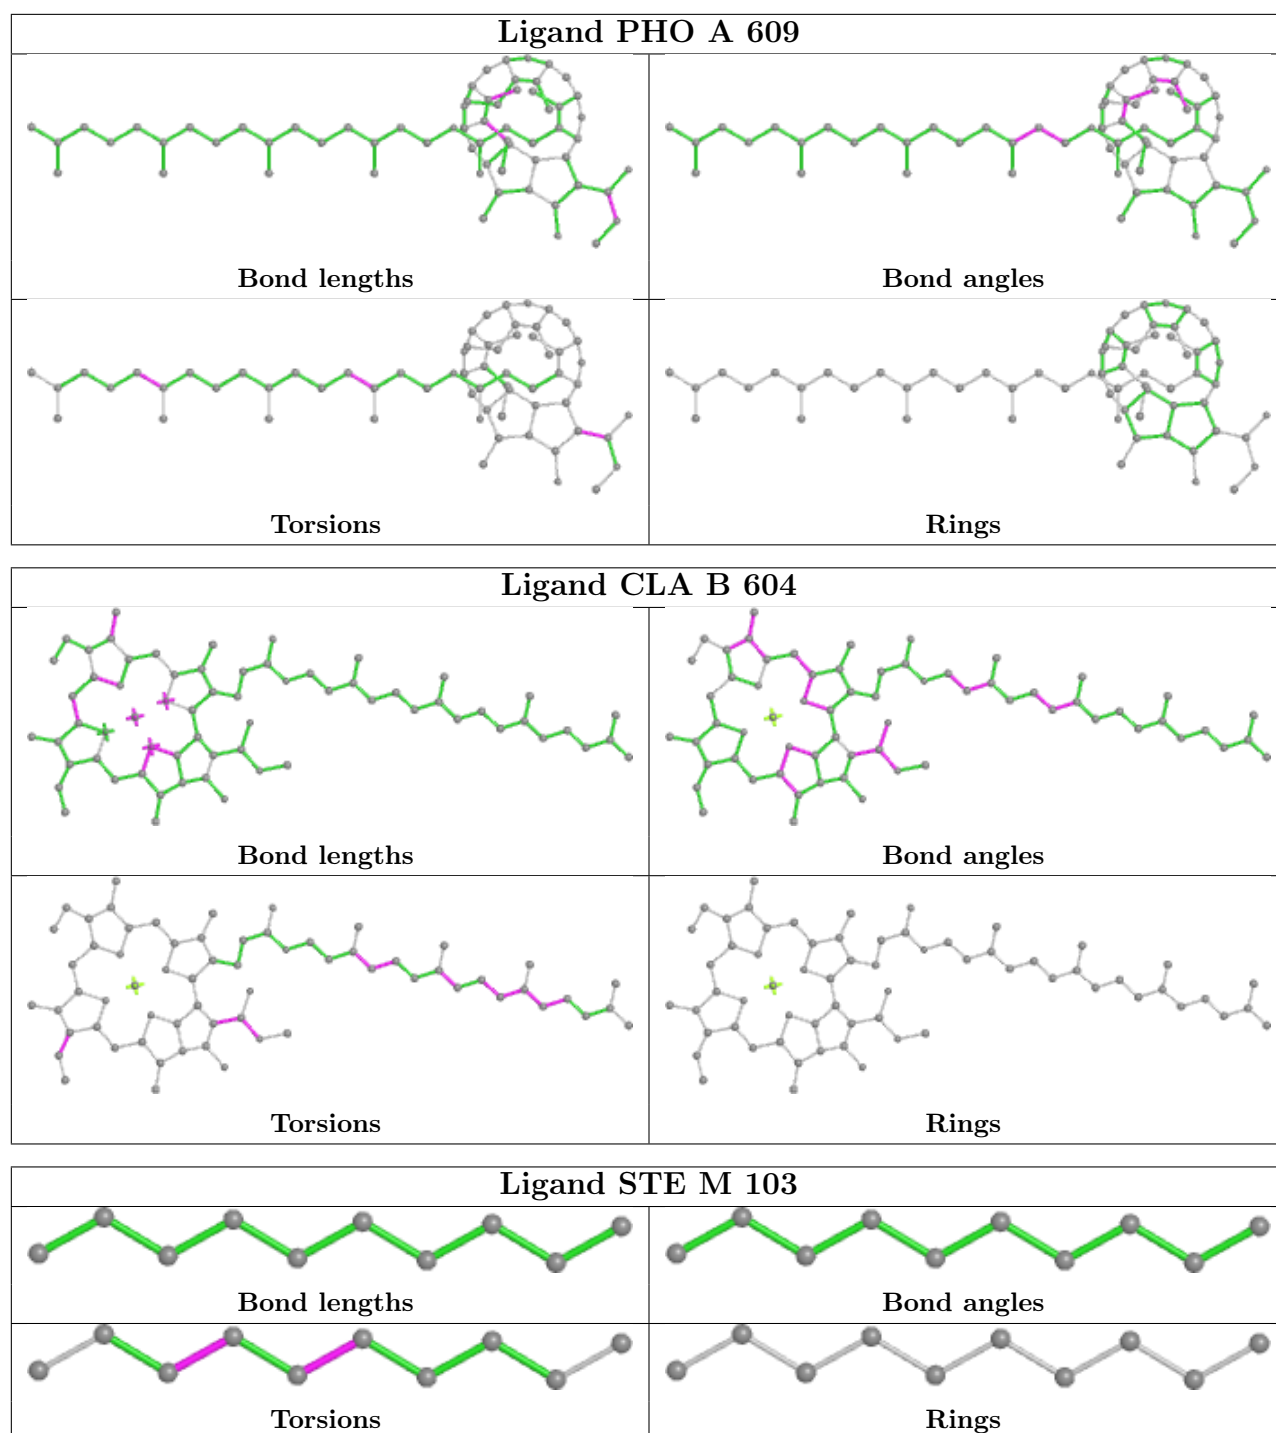 Ligand PHO A 609
Bond lengths
Bond angles
Torsions
Rings
Ligand CLA B 604
Bond lengths
Bond angles
Torsions
Rings
Ligand STE M 103
Bond lengths
Bond angles
Torsions
Rings